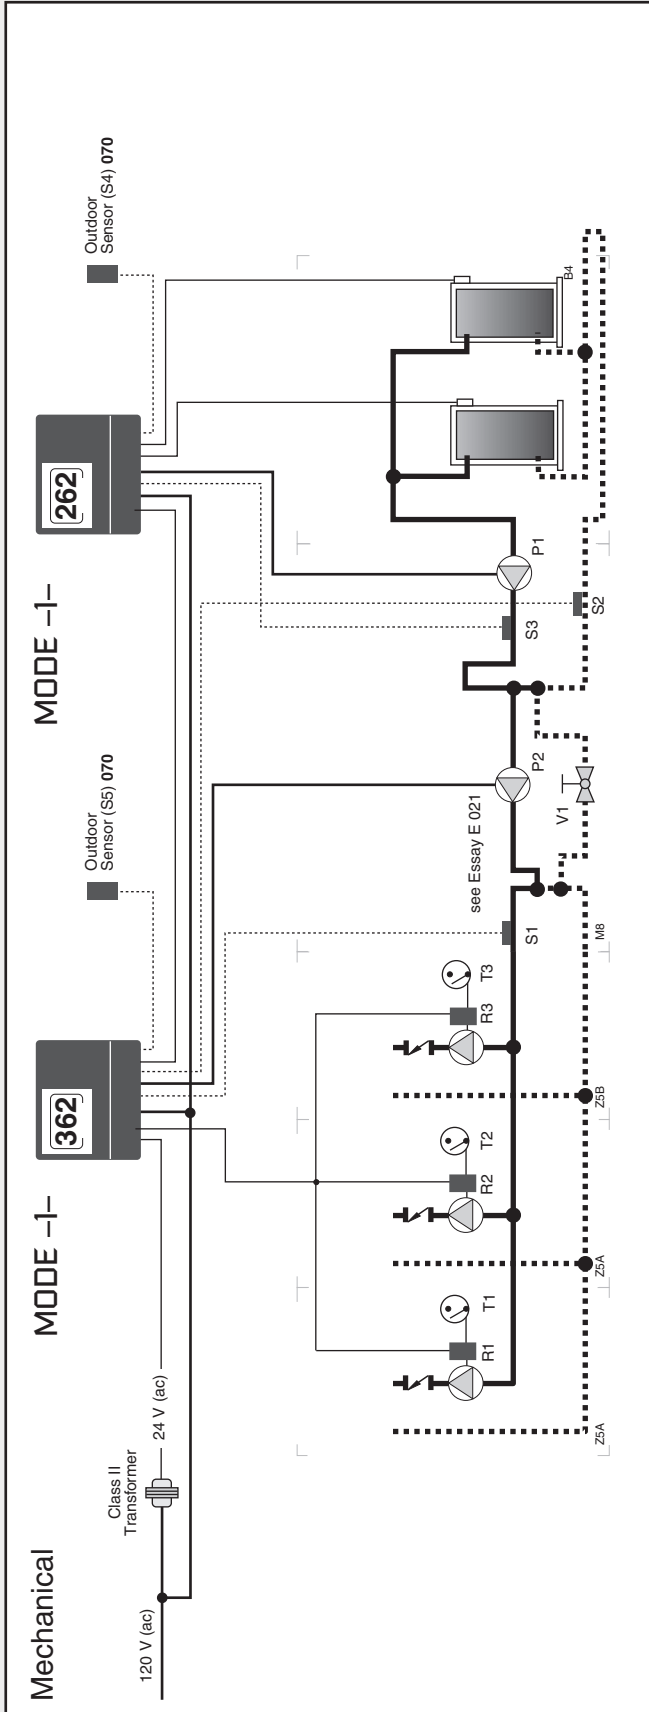 Mechanical
MODE –1–
MODE –1–
120 V (ac)
Class II
Transformer
24 V (ac)
362
Outdoor
Sensor (S5) 070
262
Outdoor
Sensor (S4) 070
T1
R1
T2
R2
T3
R3
S1
see Essay E 021
P2
V1
S3
P1
S2
B4
Z5A
Z5A
Z5B
M8